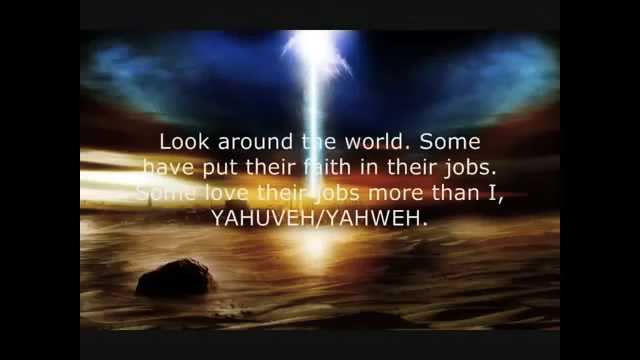 Look around the world. Some
have put their faith in their jobs.
Some love their jobs more than I,
YAHUVEH/YAHWEH.